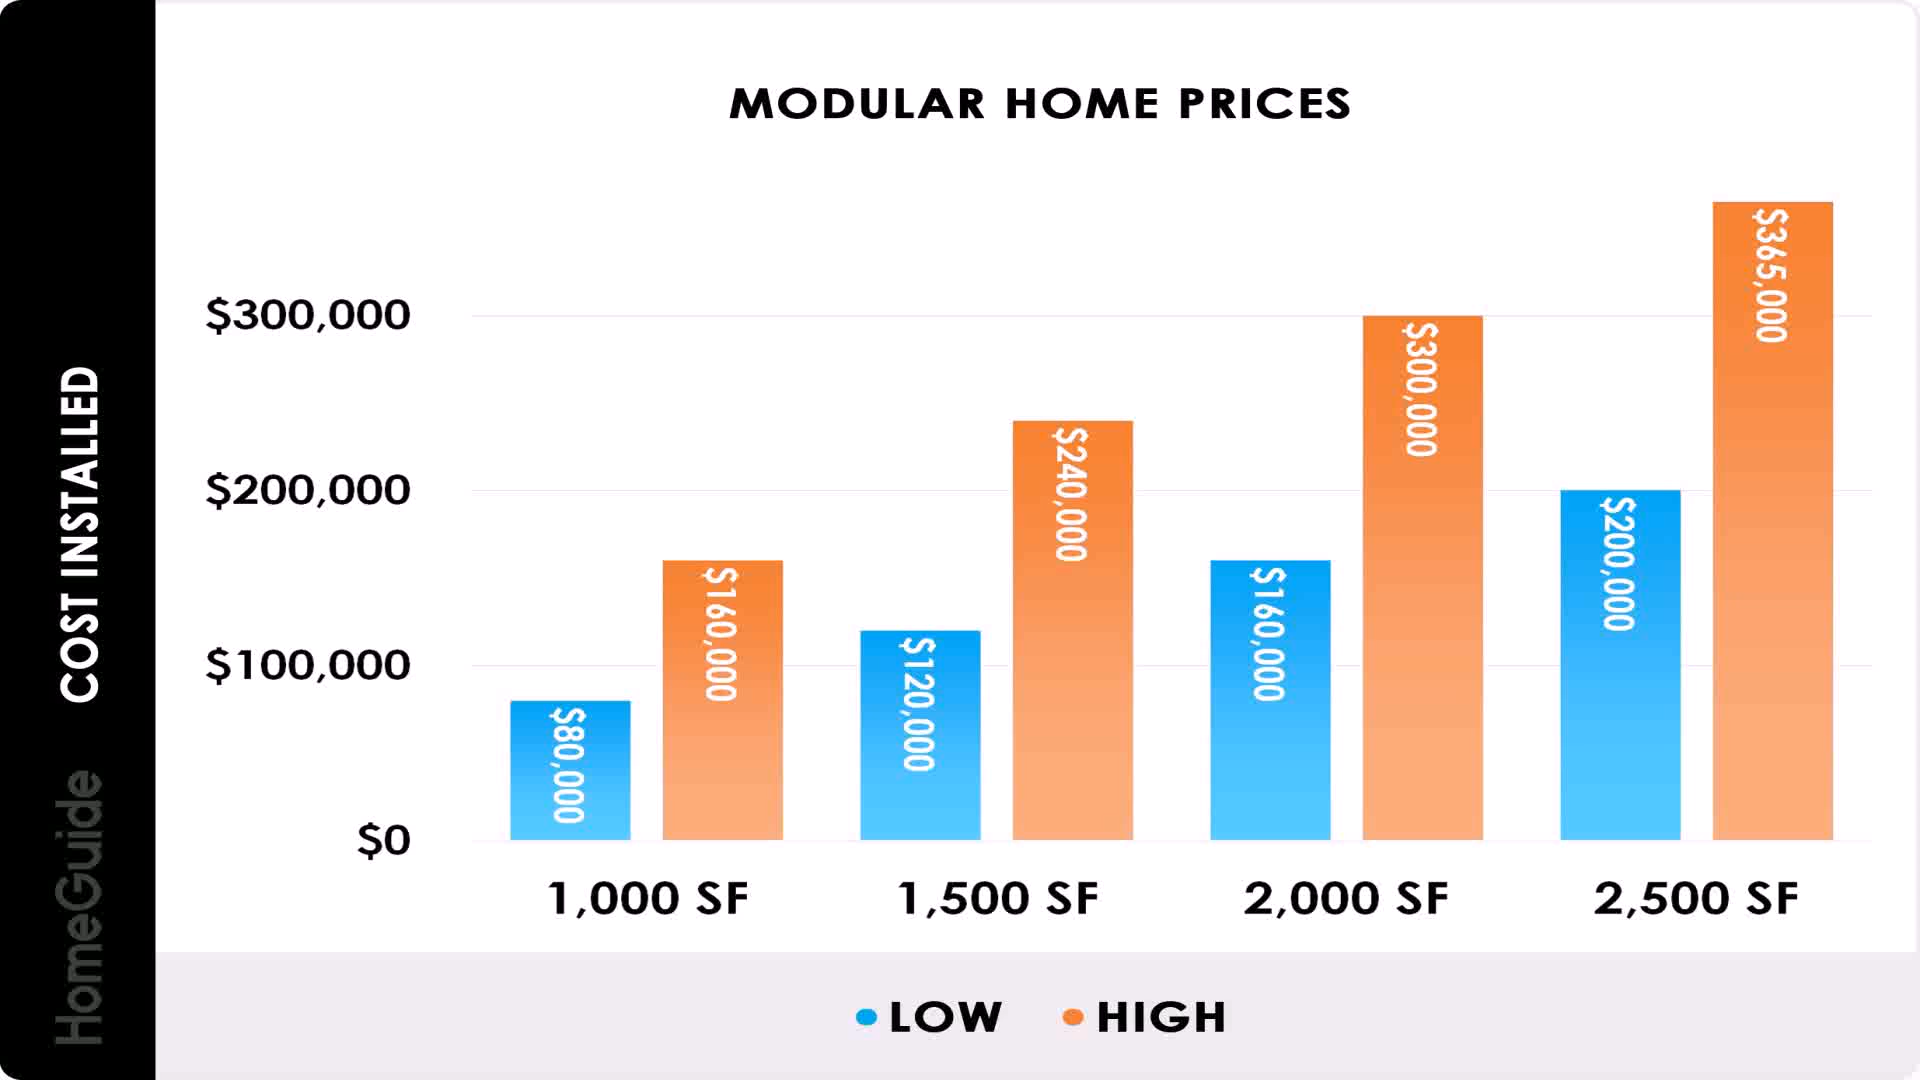 MODULAR HOME PRICES
COST INSTALLED
HomeGuide
$300,000
$200,000
$100,000
$0
$80,000
$160,000
$120,000
$240,000
$160,000
$300,000
$200,000
$365,000
1,000 SF
1,500 SF
2,000 SF
2,500 SF
LOW
HIGH